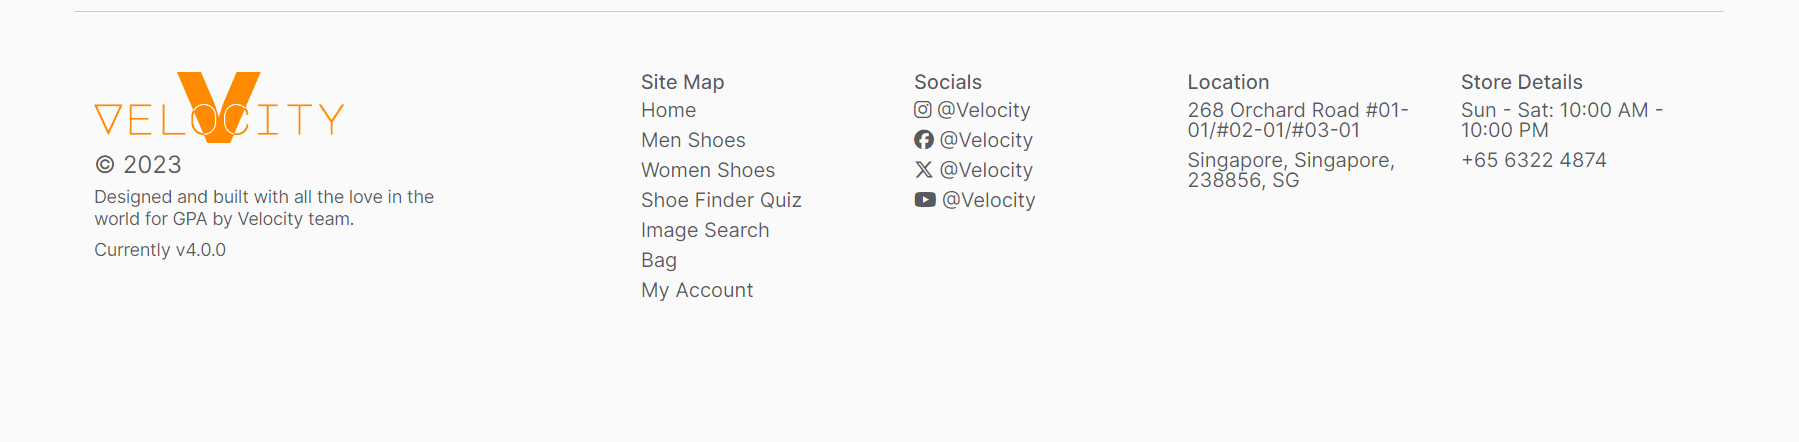 V
VELOCITY
© 2023
Designed and built with all the love in the
world for GPA by Velocity team.
Currently v4.0.0
Site Map
Home
Men Shoes
Women Shoes
Shoe Finder Quiz
Image Search
Bag
My Account
Socials
@Velocity
@Velocity
@Velocity
@Velocity
Location
268 Orchard Road #01-
01/#02-01/#03-01
Singapore, Singapore,
238856, SG
Store Details
Sun - Sat: 10:00 AM -
10:00 PM
+65 6322 4874